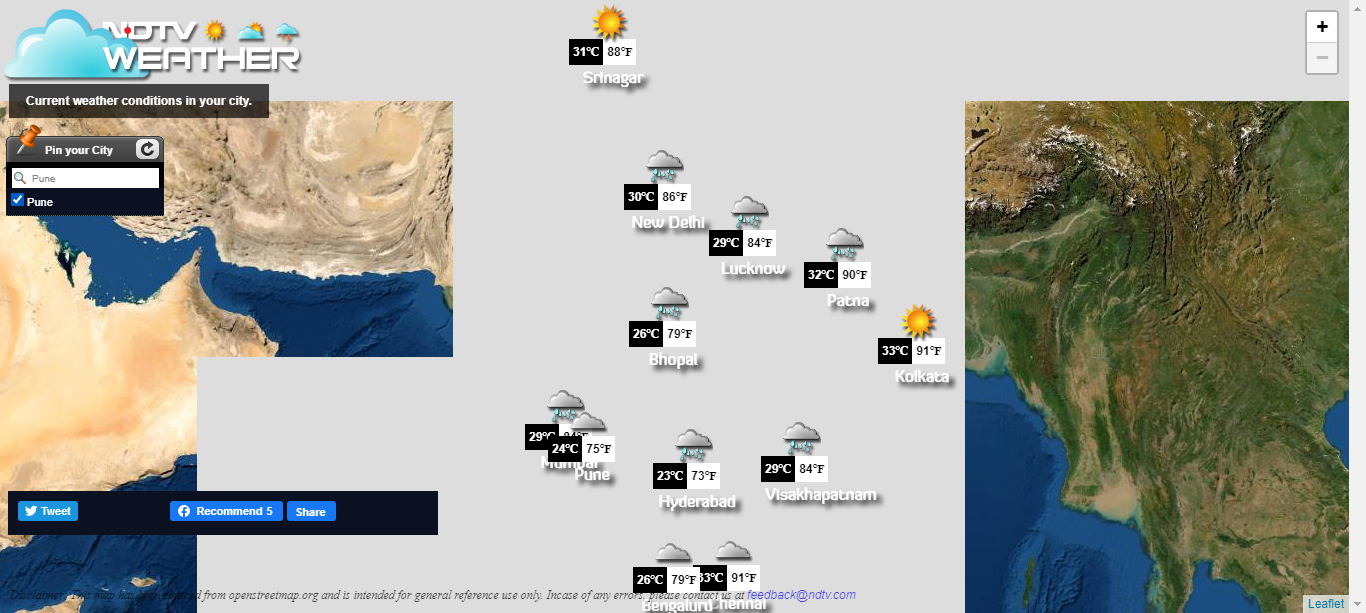 NDTV
WEATHER
Current weather conditions in your city.
Pin your City
Pune
Pune
+
−
31°C 88°F
Srinagar
30°C 86°F
New Delhi
29°C 84°F
Lucknow
32°C 90°F
Patna
26°C 79°F
Bhopal
33°C 91°F
Kolkata
29°C 84°F
Mumbai
24°C 75°F
Pune
23°C 73°F
Hyderabad
29°C 84°F
Visakhapatnam
Tweet
Recommend 5
Share
26°C 79°F
Bengaluru
33°C 91°F
Chennai
Disclaimer: This map has been sourced from openstreetmap.org and is intended for general reference use only. Incase of any errors, please contact us at feedback@ndtv.com
Leaflet